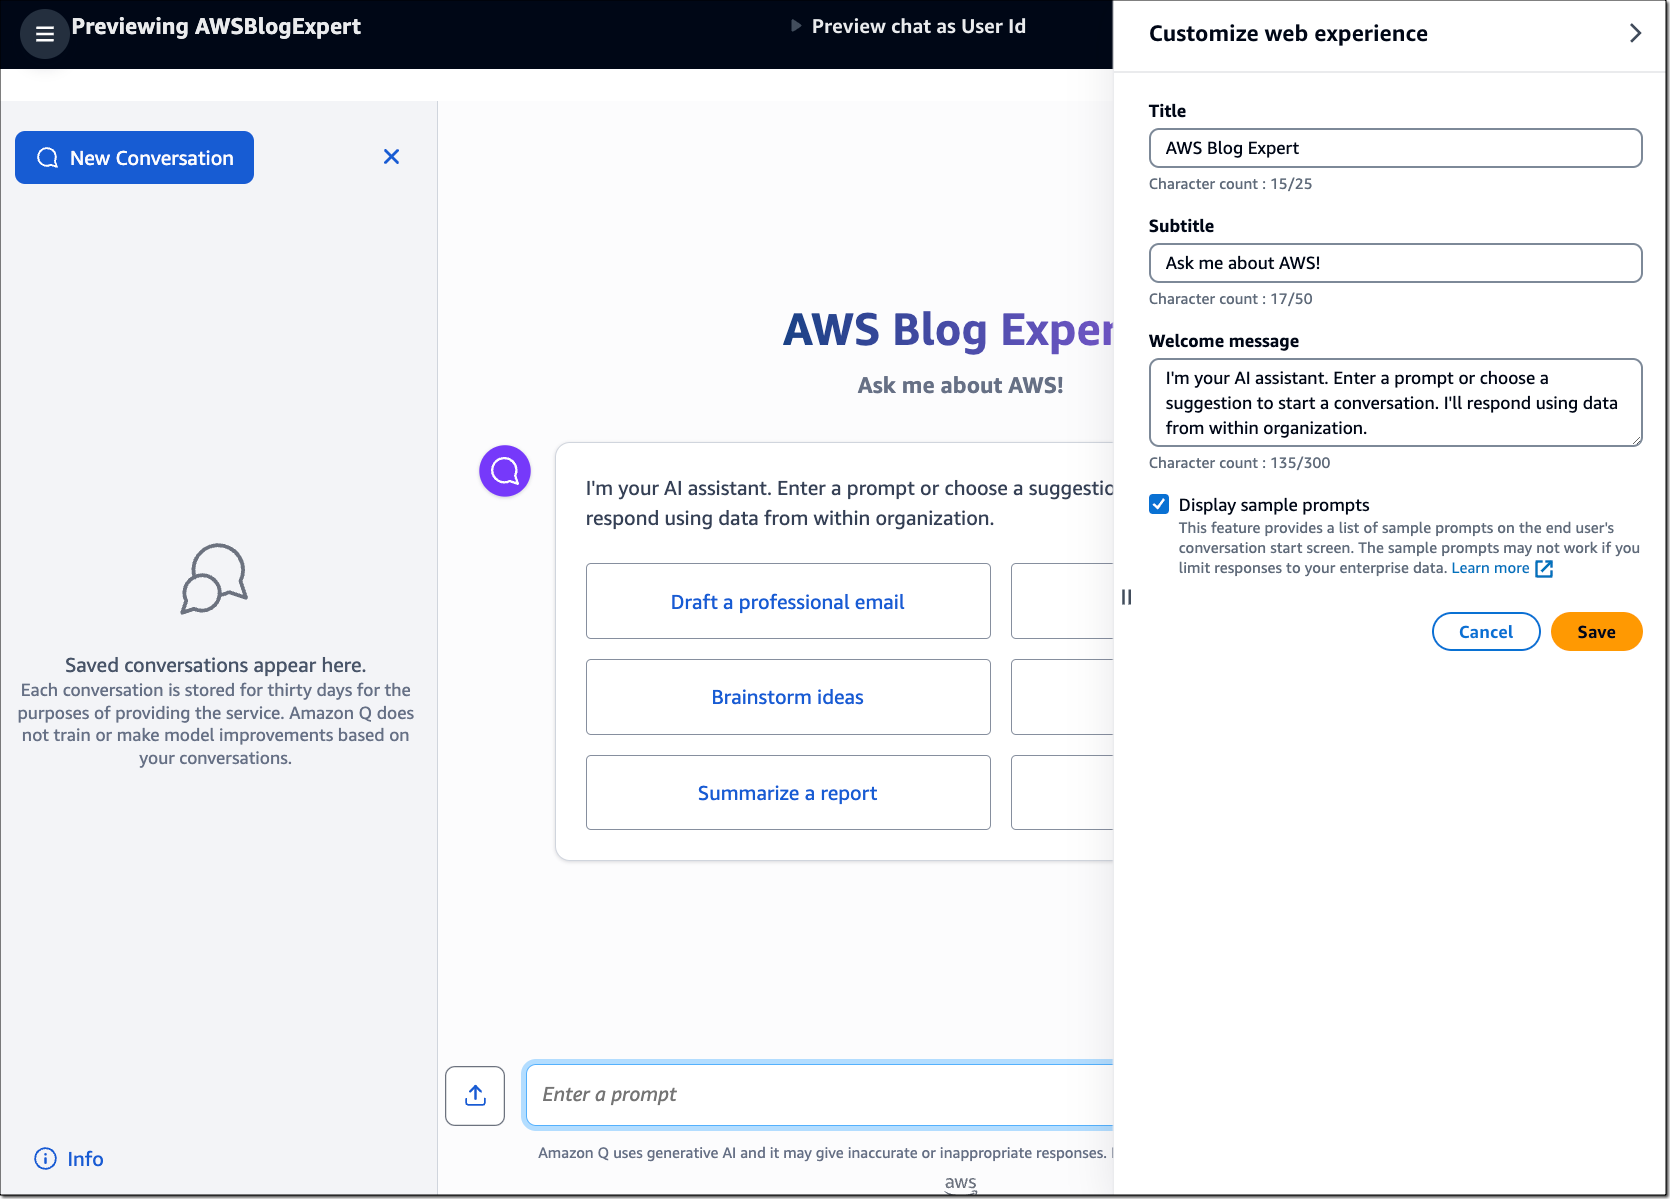 Previewing AWSBlogExpert
Preview chat as User Id
New Conversation
Saved conversations appear here.
Each conversation is stored for thirty days for the
purposes of providing the service. Amazon Q does
not train or make model improvements based on
your conversations.
Info
AWS Blog Exper
Ask me about AWS!
I'm your AI assistant. Enter a prompt or choose a suggestio
respond using data from within organization.
Draft a professional email
Brainstorm ideas
Summarize a report
Enter a prompt
Amazon Q uses generative AI and it may give inaccurate or inappropriate responses.
aws
Customize web experience
Title
AWS Blog Expert
Character count : 15/25
Subtitle
Ask me about AWS!
Character count : 17/50
Welcome message
I'm your AI assistant. Enter a prompt or choose a
suggestion to start a conversation. I'll respond using data
from within organization.
Character count : 135/300
Display sample prompts
This feature provides a list of sample prompts on the end user's
conversation start screen. The sample prompts may not work if you
limit responses to your enterprise data. Learn more
Cancel
Save